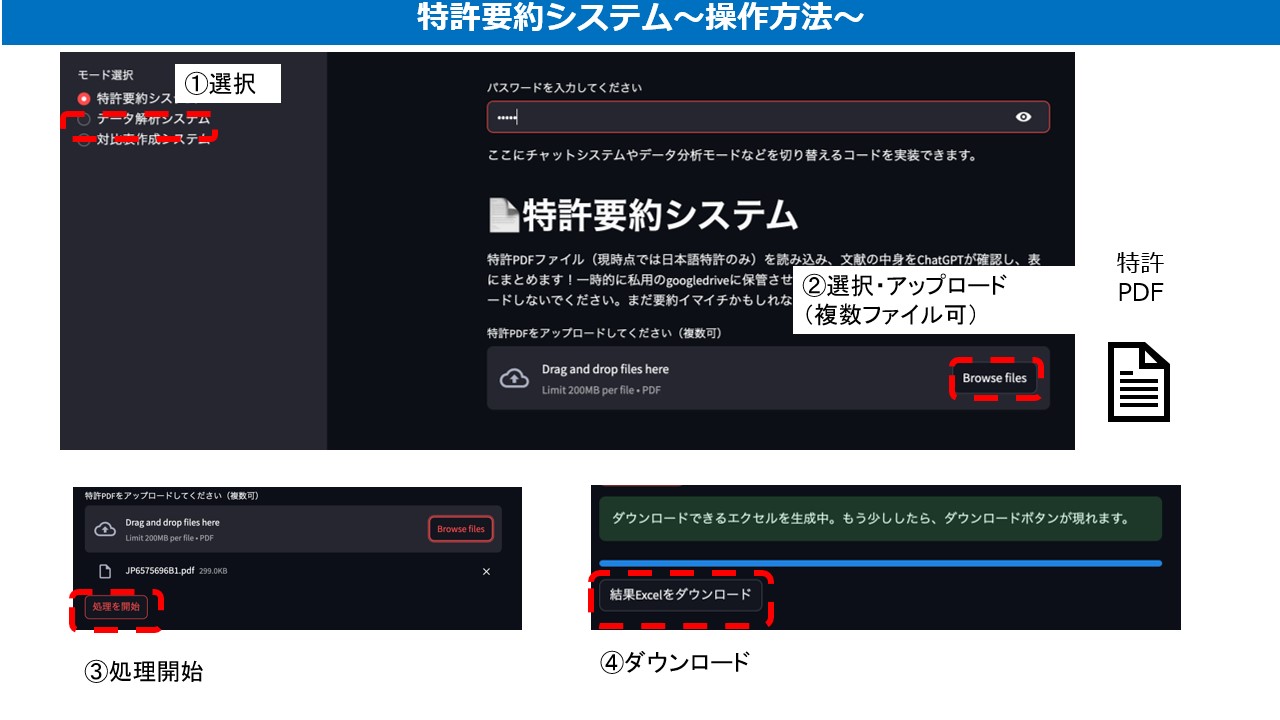 特許要約システム～操作方法～
モード選択
①選択
特許要約シス
データ解析システム
対比表作成システム
パスワードを入力してください
•••••
ここにチャットシステムやデータ分析モードなどを切り替えるコードを実装できます。
特許要約システム
特許PDFファイル（現時点では日本語特許のみ）を読み込み、文献の中身をChatGPTが確認し、表
にまとめます！一時的に私用のgoogledriveに保管させ
ードしないでください。まだ要約イマイチかもしれな
②選択・アップロード
（複数ファイル可）
特許
PDF
特許PDFをアップロードしてください（複数可）
Drag and drop files here
Limit 200MB per file • PDF
Browse files
特許PDFをアップロードしてください（複数可）
Drag and drop files here
Limit 200MB per file • PDF
Browse files
JP6575696B1.pdf 299.0KB
処理を開始
③処理開始
ダウンロードできるエクセルを生成中。もう少ししたら、ダウンロードボタンが現れます。
結果Excelをダウンロード
④ダウンロード